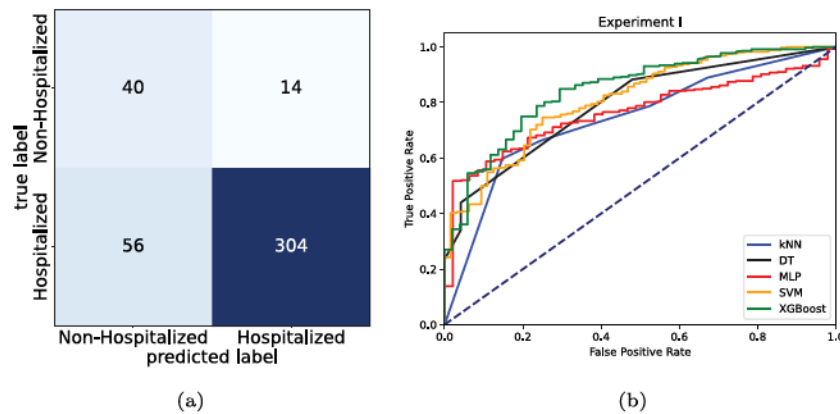 true label
Non-Hospitalized
Hospitalized
40
14
56
304
Non-Hospitalized Hospitalized
predicted label
(a)
Experiment I
True Positive Rate
1.0
0.8
0.6
0.4
0.2
0.0
kNN
DT
MLP
SVM
XGBoost
0.0 0.2 0.4 0.6 0.8 1.0
False Positive Rate
(b)